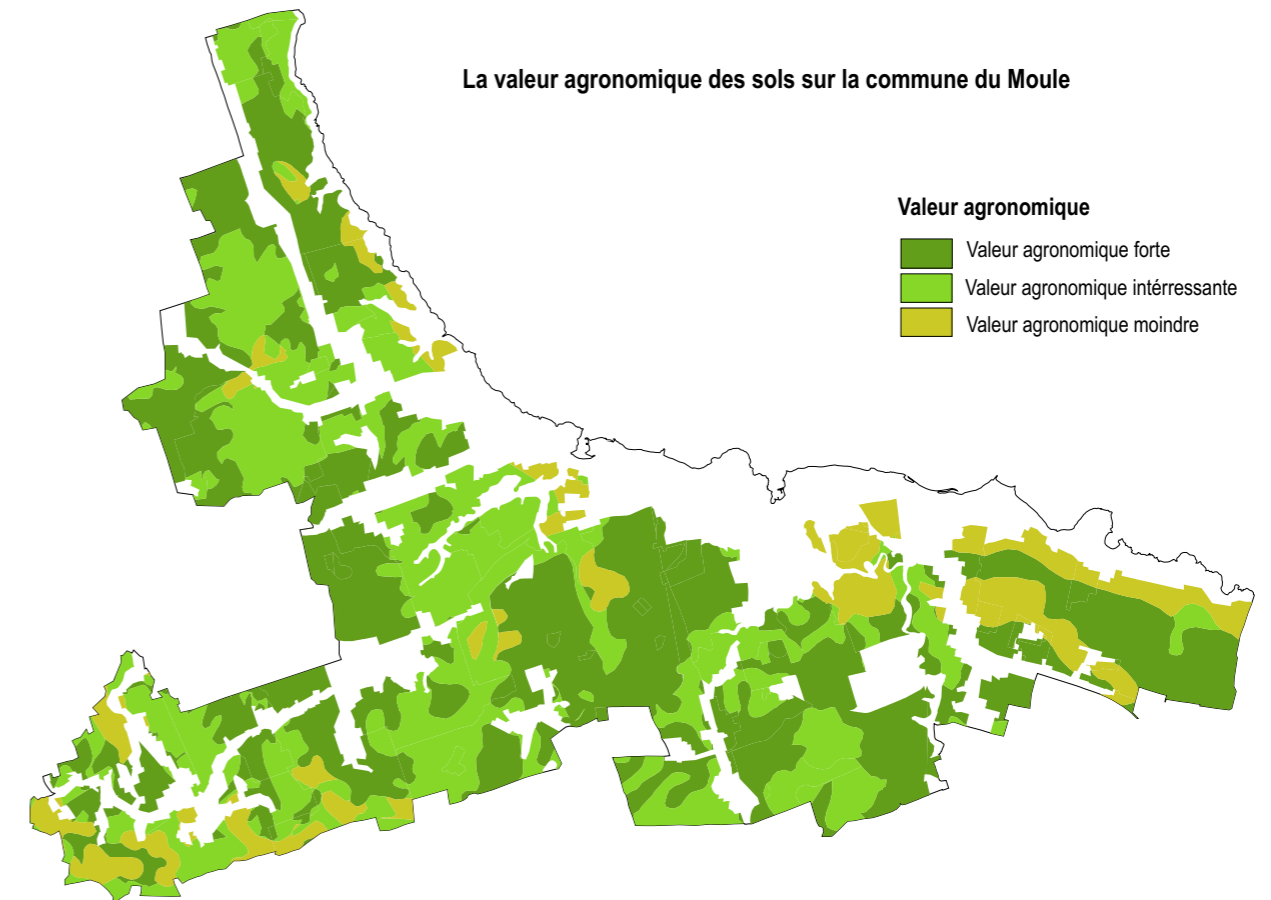 La valeur agronomique des sols sur la commune du Moule
Valeur agronomique
Valeur agronomique forte
Valeur agronomique intérressante
Valeur agronomique moindre